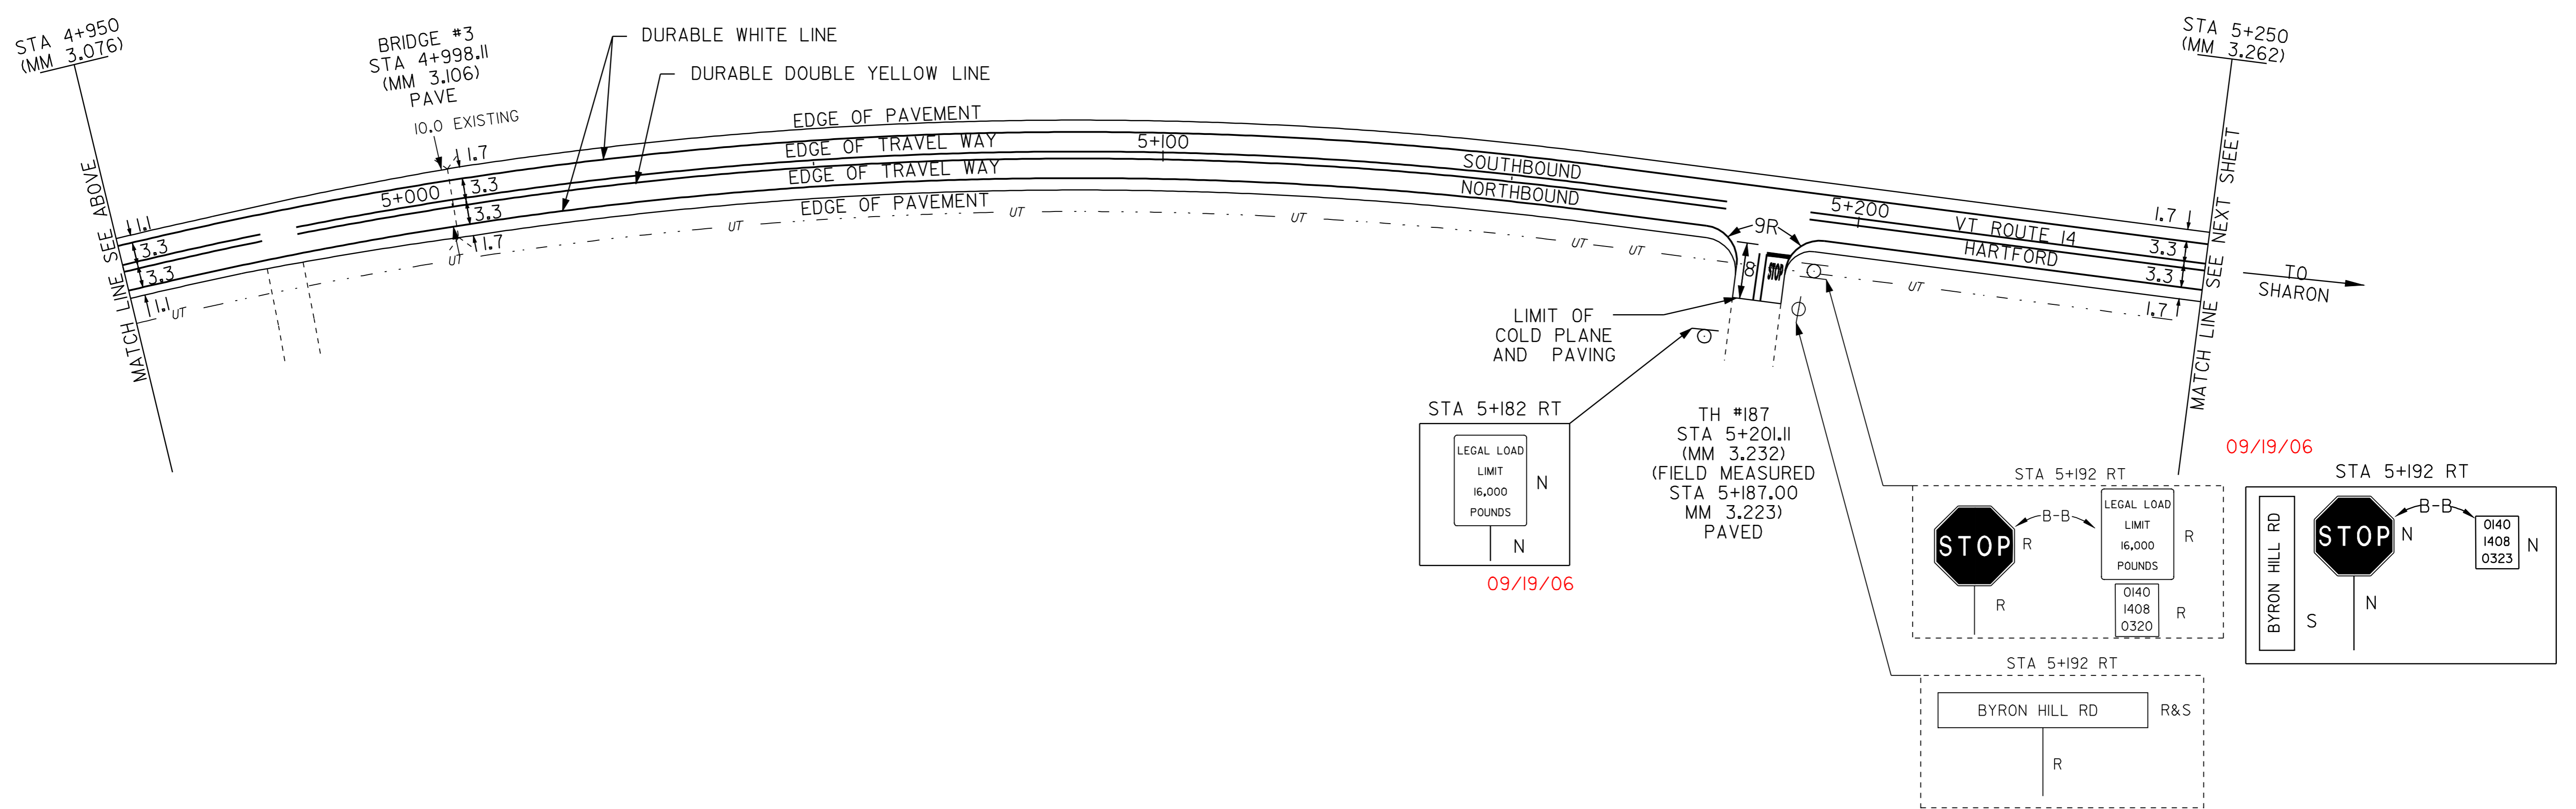 STA 4+950
(MM 3.076)
BRIDGE #3
STA 4+998.11
(MM 3.106)
PAVE
10.0 EXISTING
DURABLE WHITE LINE
DURABLE DOUBLE YELLOW LINE
STA 5+250
(MM 3.262)
MATCH LINE SEE ABOVE
1.1
3.3
3.3
1.1
5+000
1.7
3.3
3.3
1.7
EDGE OF PAVEMENT
EDGE OF TRAVEL WAY
EDGE OF TRAVEL WAY
EDGE OF PAVEMENT
5+100
SOUTHBOUND
NORTHBOUND
UT
UT
UT
UT
UT
UT
UT
UT
9R
8
STOP
5+200
VT ROUTE 14
HARTFORD
1.7
3.3
3.3
1.7
MATCH LINE SEE NEXT SHEET
TO
SHARON
LIMIT OF
COLD PLANE
AND PAVING
STA 5+182 RT
LEGAL LOAD
LIMIT
16,000
POUNDS
N
N
09/19/06
TH #187
STA 5+201.11
(MM 3.232)
(FIELD MEASURED
STA 5+187.00
MM 3.223)
PAVED
STA 5+192 RT
STOP
R
B-B
LEGAL LOAD
LIMIT
16,000
POUNDS
R
R
0140
1408
0320
R
09/19/06
STA 5+192 RT
BYRON HILL RD
S
STOP
N
B-B
0140
1408
0323
N
N
STA 5+192 RT
BYRON HILL RD
R&S
R